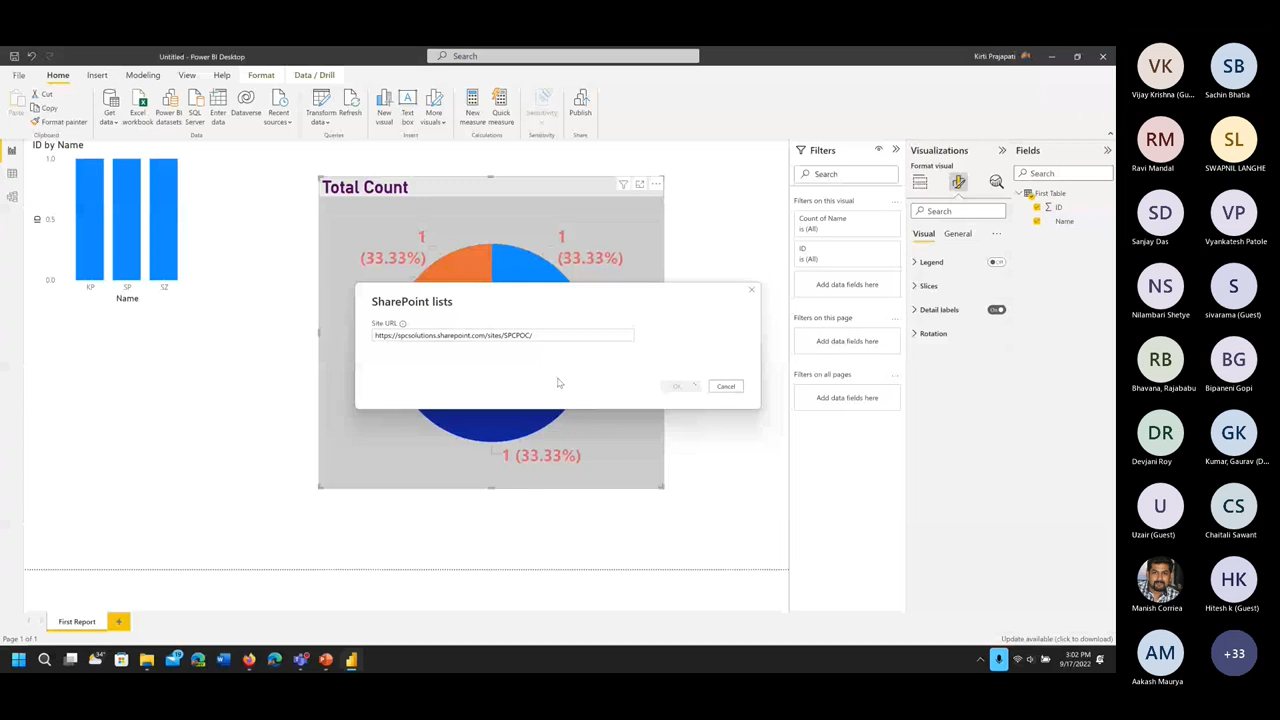 Untitled - Power BI Desktop
Search
Kirti Prajapati
File
Home
Insert
Modeling
View
Help
Format
Data / Drill
Paste
Cut
Copy
Format painter
Get data
Excel workbook
Power BI datasets
SQL Server
Enter data
Dataverse
Recent sources
Transform data
Refresh
New visual
Text box
More visuals
New measure
Quick measure
Sensitivity
Publish
Clipboard
Data
Queries
Insert
Calculations
Sensitivity
Share
ID by Name
1.0
0.5
0.0
ID
KP
SP
SZ
Name
Total Count
1
(33.33%)
1
(33.33%)
1 (33.33%)
SharePoint lists
Site URL
https://spcsolutions.sharepoint.com/sites/SPCPOC/
OK
Cancel
Filters
Search
Filters on this visual
Count of Name
is (All)
ID
is (All)
Add data fields here
Filters on this page
Add data fields here
Filters on all pages
Add data fields here
Visualizations
Format visual
Search
Visual
General
Legend
Off
Slices
Detail labels
On
Rotation
Fields
Search
First Table
ID
Name
First Report
Page 1 of 1
Update available (click to download)
34°
3:02 PM
9/17/2022
VK
Vijay Krishna (Gu...
SB
Sachin Bhatia
RM
Ravi Mandal
SL
SWAPNIL LANGHE
SD
Sanjay Das
VP
Vyankatesh Patole
NS
Nilambari Shetye
S
sivarama (Guest)
RB
Bhavana, Rajababu
BG
Bipaneni Gopi
DR
Devjani Roy
GK
Kumar, Gaurav (D...
U
Uzair (Guest)
CS
Chaitali Sawant
Manish Corriea
HK
Hitesh k (Guest)
AM
Aakash Maurya
+33